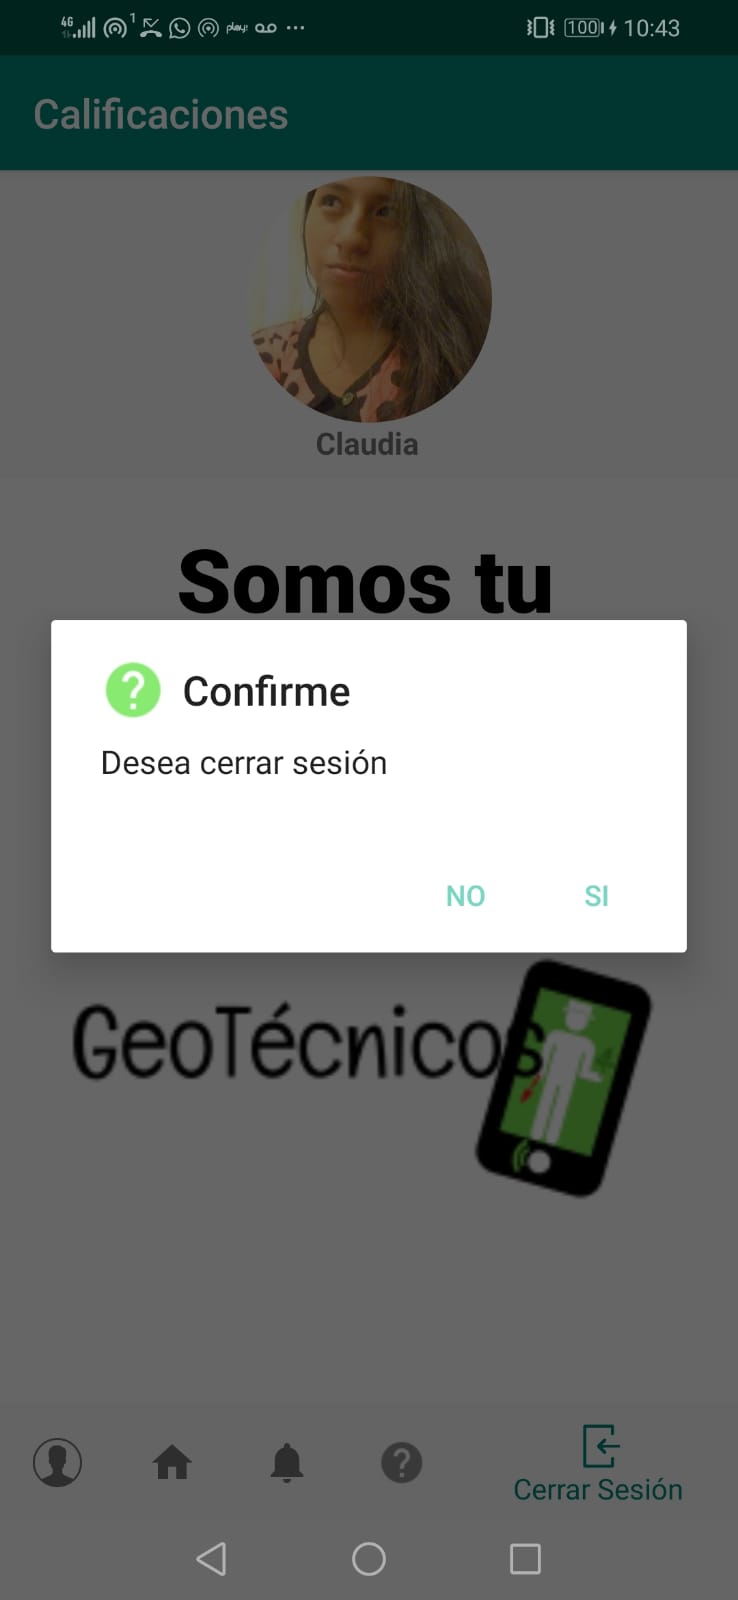 4G 1 play! 100 10:43
Calificaciones
Claudia
Somos tu
? Confirme
Desea cerrar sesión
NO SI
GeoTécnicos
?
Cerrar Sesión